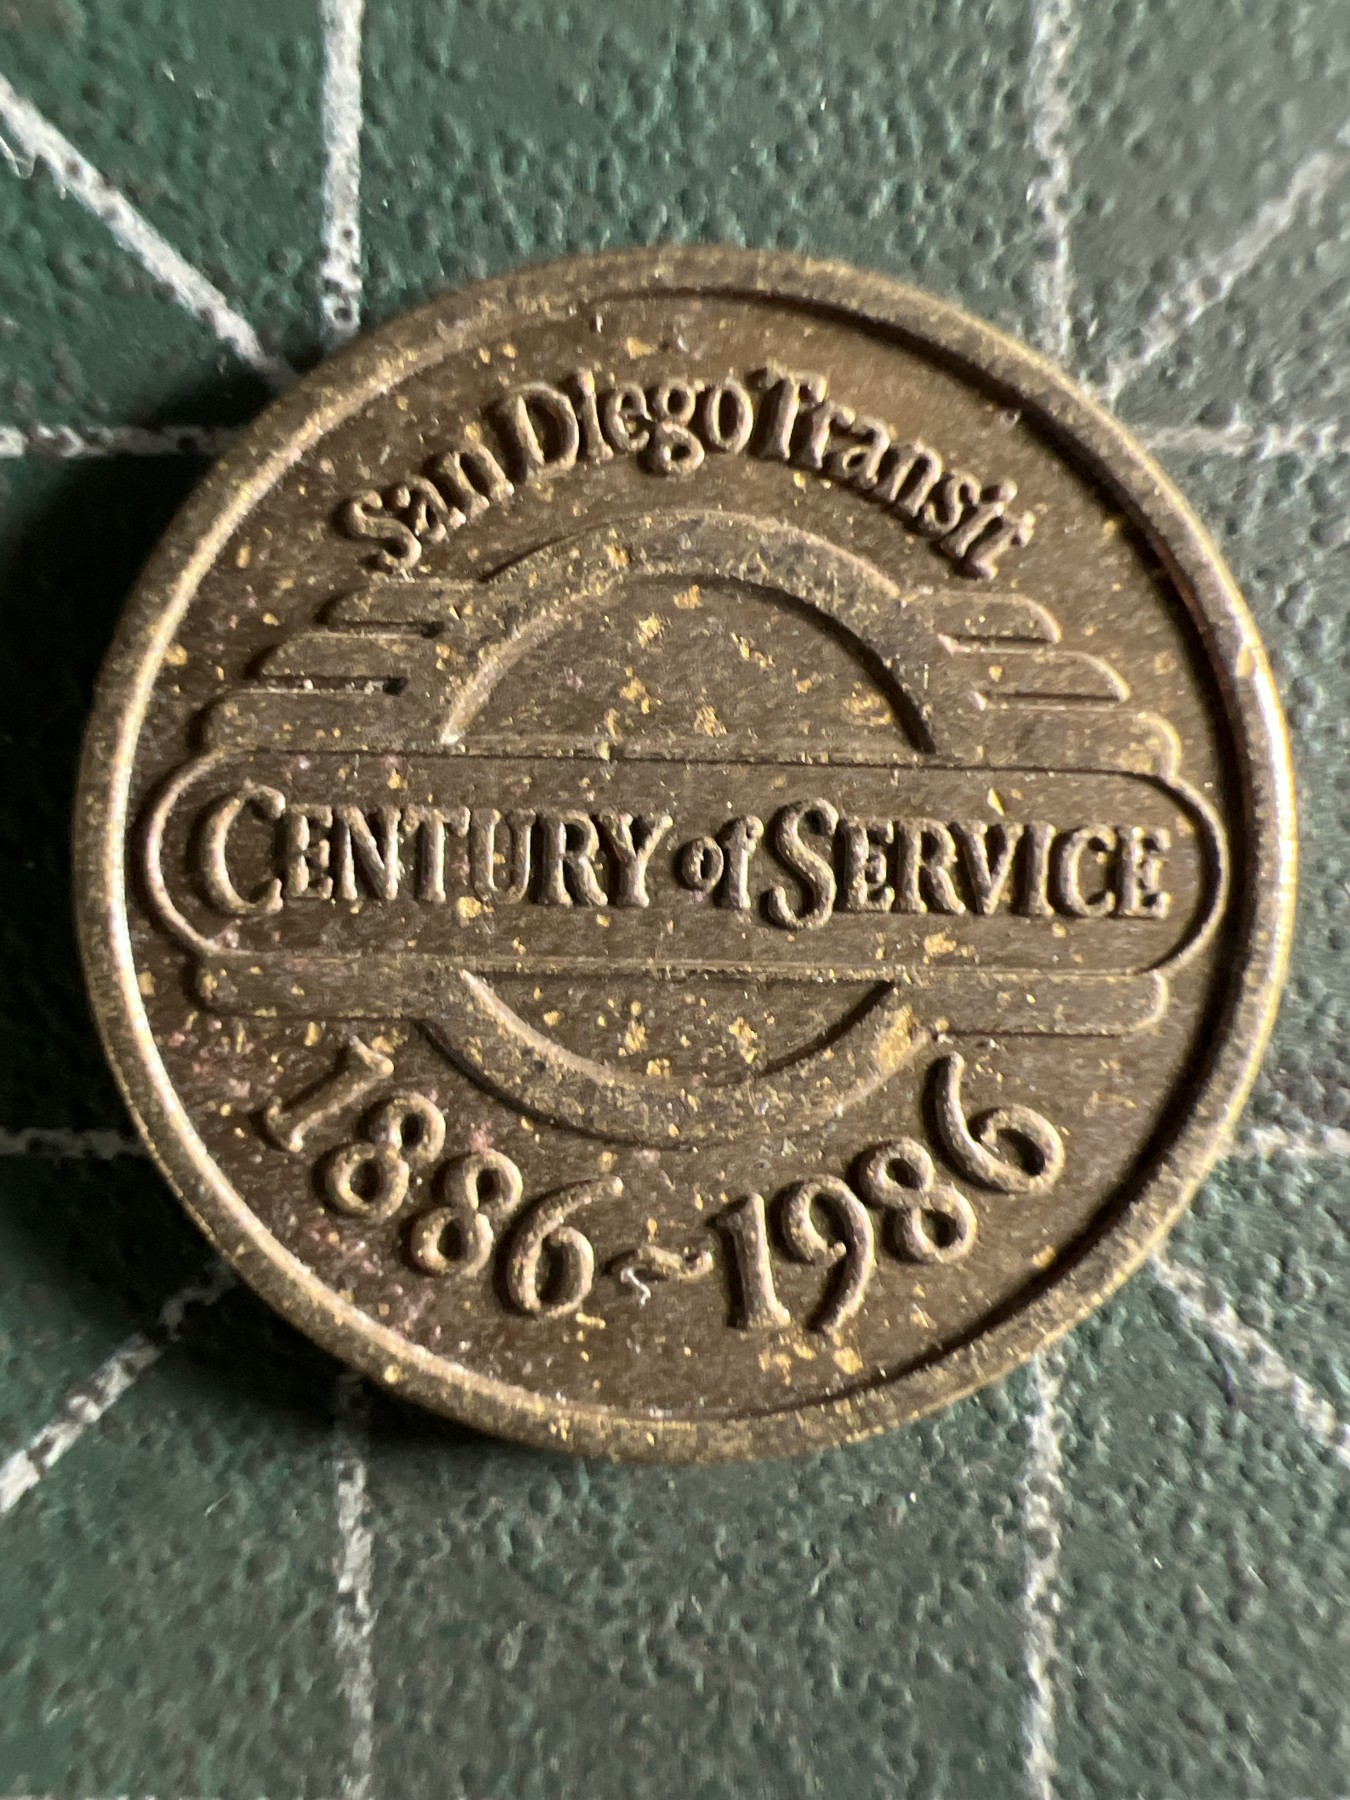 San Diego Transit
CENTURY of SERVICE
1886~1986